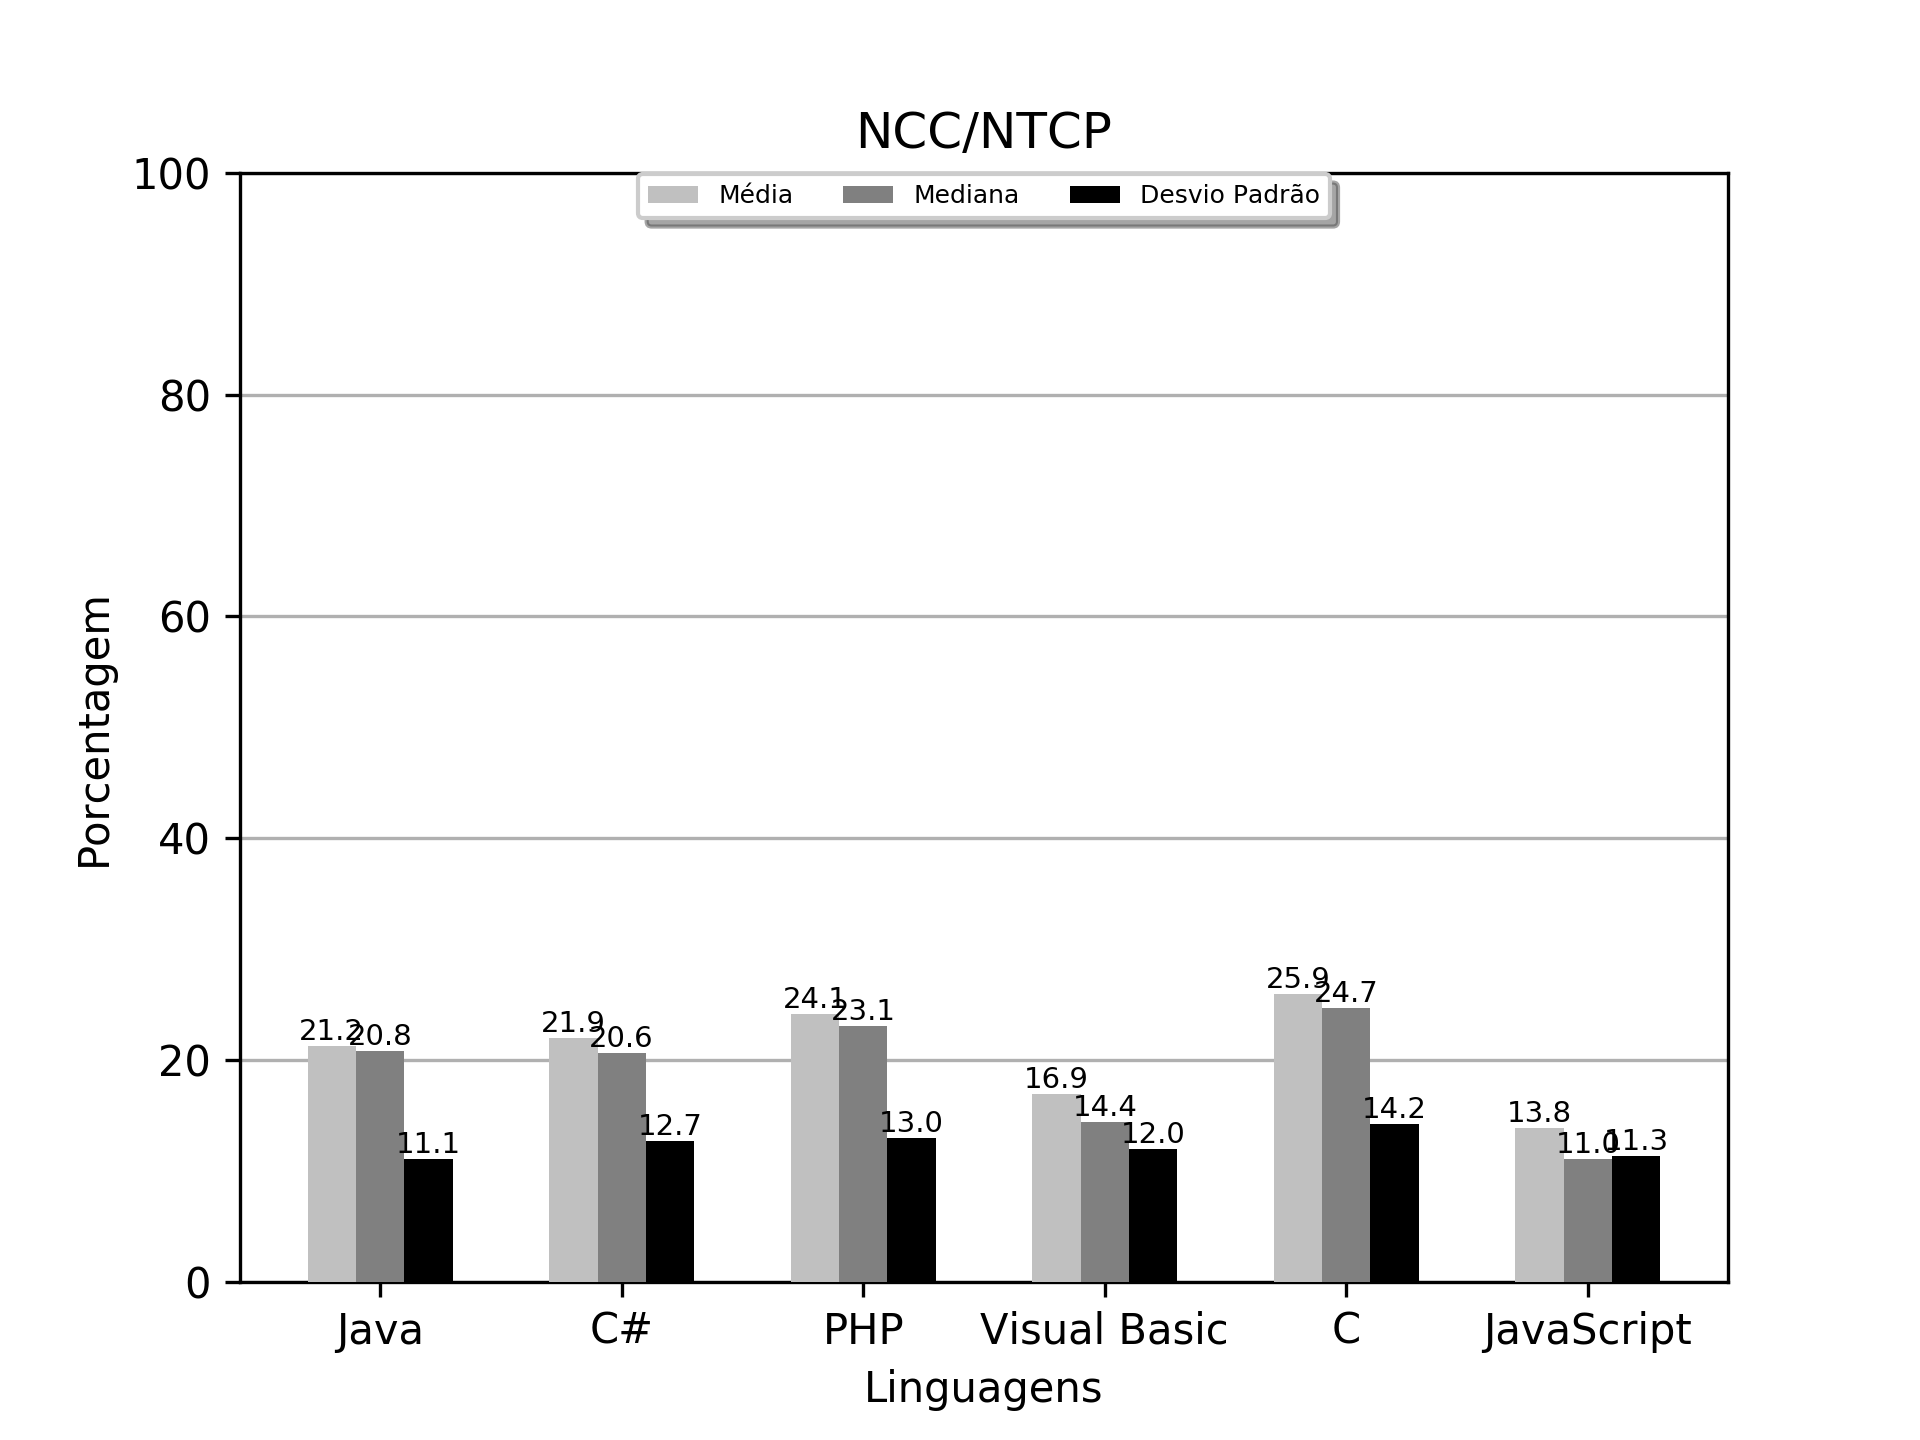 NCC/NTCP
Média Mediana Desvio Padrão
100
80
60
40
20
0
Porcentagem
21.2 20.8 11.1
21.9 20.6 12.7
24.1 23.1 13.0
16.9 14.4 12.0
25.9 24.7 14.2
13.8 11.0 11.3
Java C# PHP Visual Basic C JavaScript
Linguagens